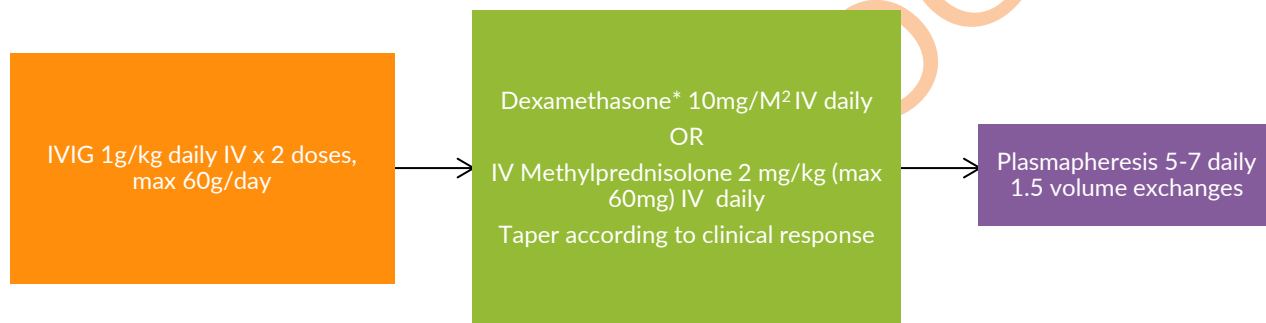 IVIG 1g/kg daily IV x 2 doses,
max 60g/day
Dexamethasone* 10mg/M² IV daily
OR
IV Methylprednisolone 2 mg/kg (max
60mg) IV daily
Taper according to clinical response
Plasmapheresis 5-7 daily
1.5 volume exchanges